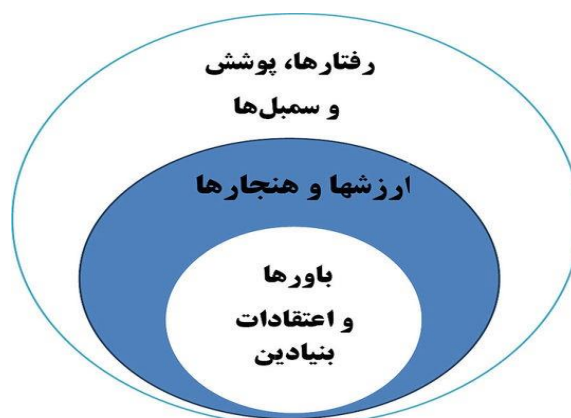 رفتارها، پوشش
و سمبل‌ها
ارزشها و هنجارها
باورها
و اعتقادات
بنیادین